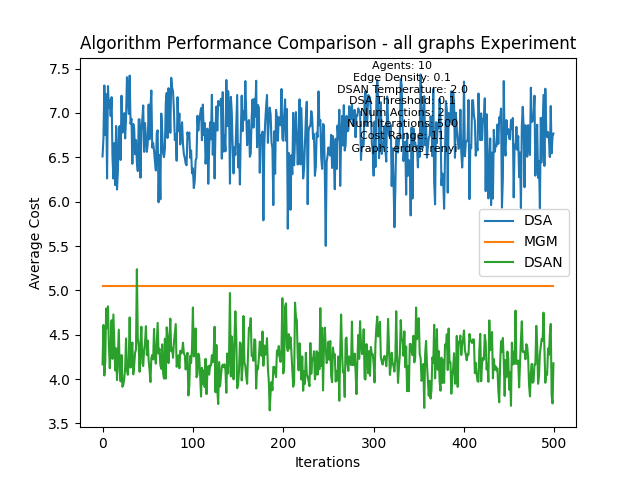 Algorithm Performance Comparison - all graphs Experiment
Agents: 10
Edge Density: 0.1
DSAN Temperature: 2.0
DSA Threshold: 0.1
Num Actions: 2
Num Iterations: 500
Cost Range: 11
Graph: erdos_renyi
7.5
7.0
6.5
6.0
5.5
5.0
4.5
4.0
3.5
Average Cost
DSA
MGM
DSAN
0
100
200
300
400
500
Iterations